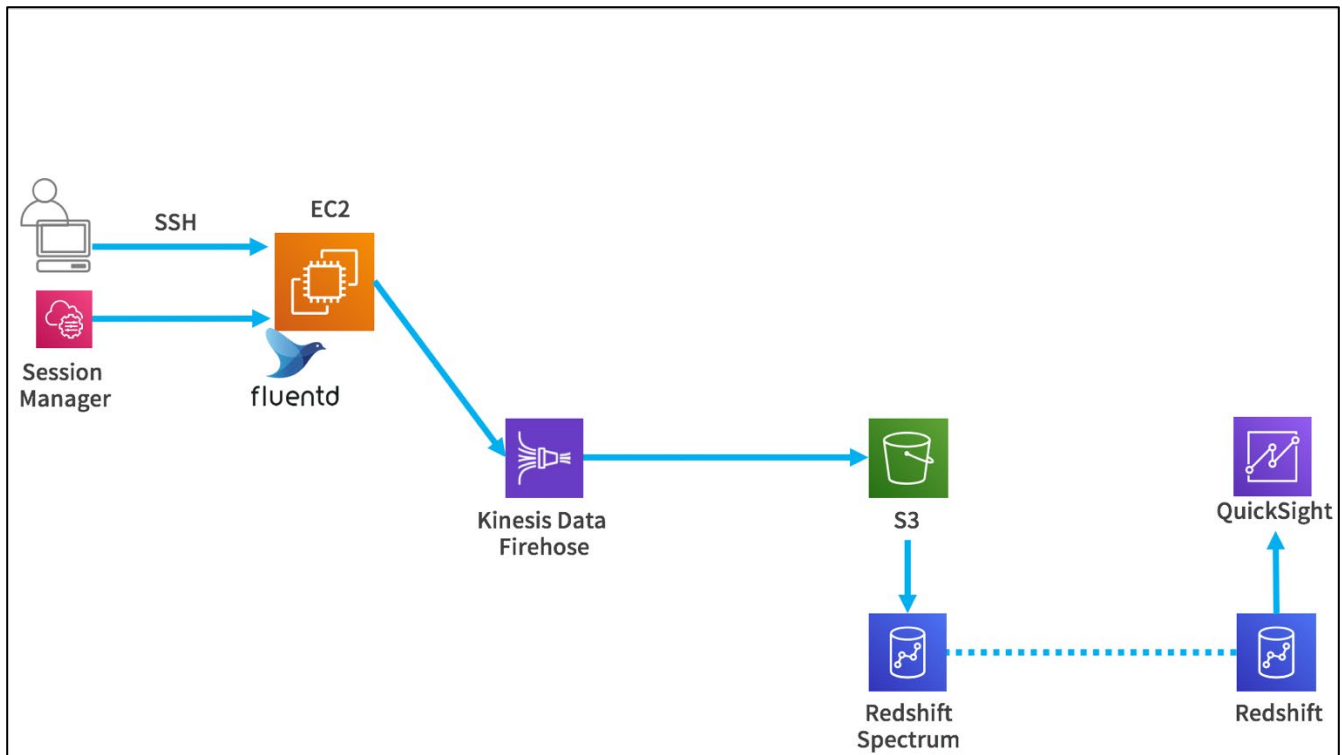 SSH
EC2
Session
Manager
fluentd
Kinesis Data
Firehose
S3
QuickSight
Redshift
Spectrum
Redshift